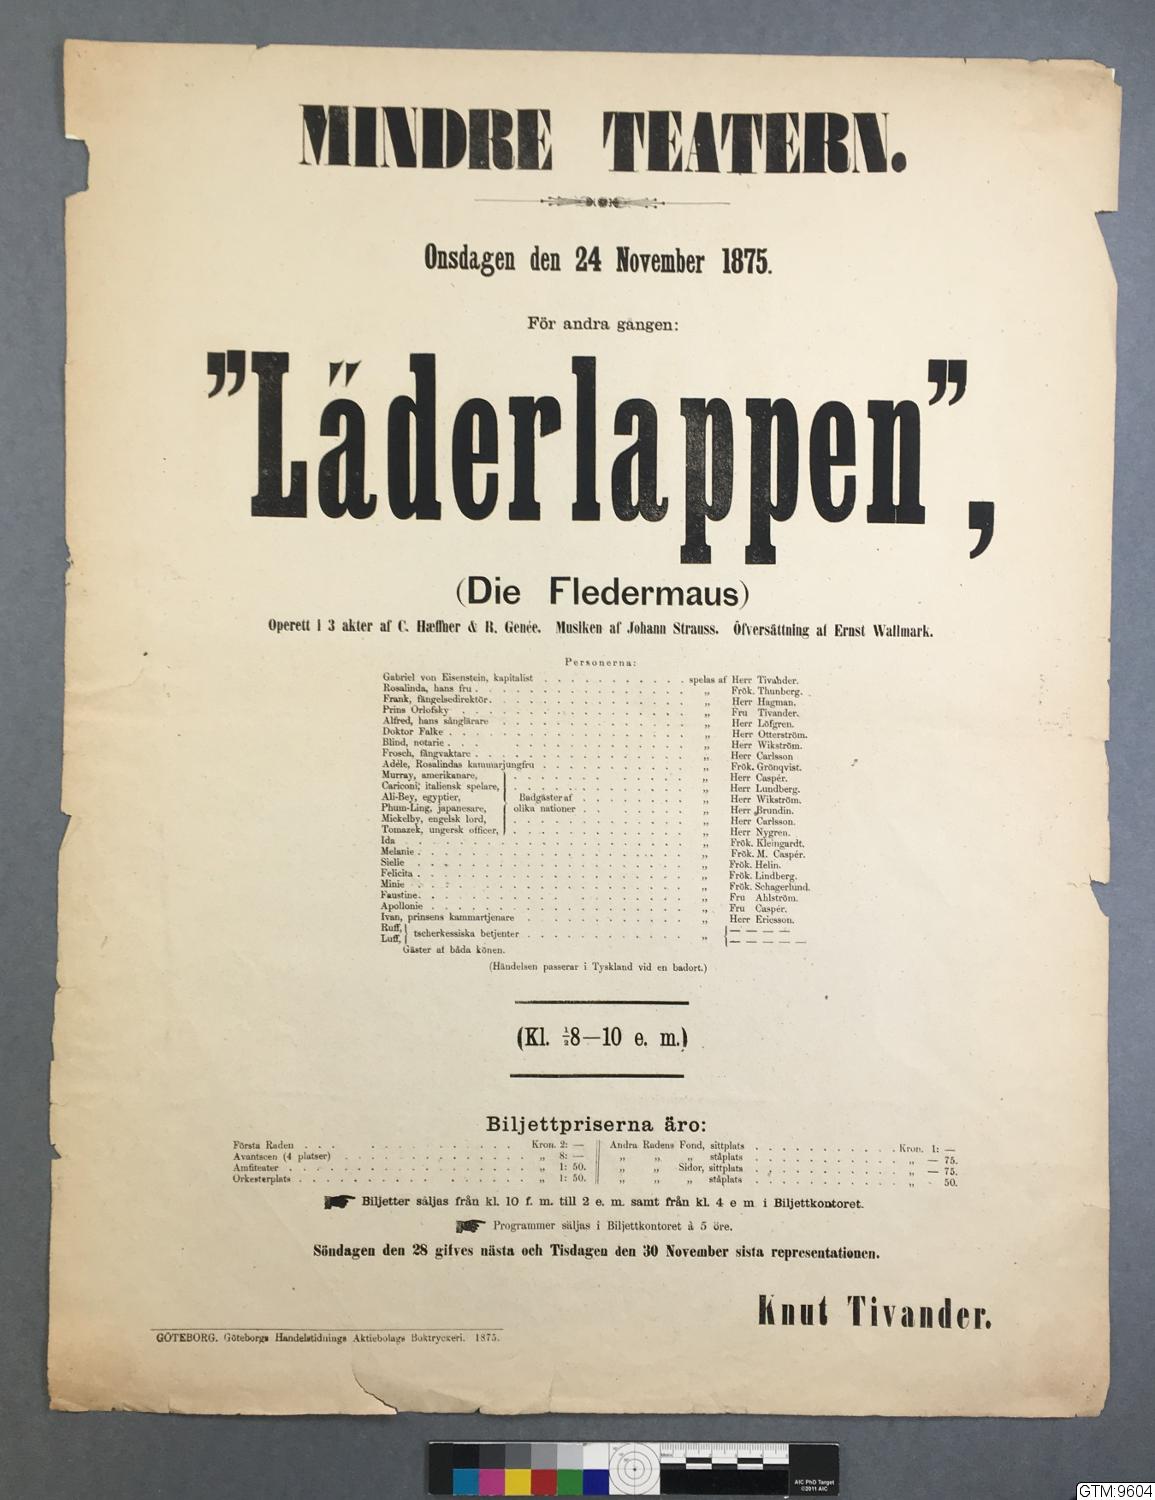 MINDRE TEATERN.
Onsdagen den 24 November 1875.
För andra gången:
”Läderlappen”,
(Die Fledermaus)
Operett i 3 akter af C. Hæffner & R. Genée. Musiken af Johann Strauss. Öfversättning af Ernst Wallmark.
Personerna:
Gabriel von Eisenstein, kapitalist . . . . . . . . . . . spelas af Herr Tivander.
Rosalinda, hans fru . . . . . . . . . . . . . . . „ Frök. Thunberg.
Frank, fängelsedirektör. . . . . . . . . . . . . . . „ Herr Hagman.
Prins Orlofsky . . . . . . . . . . . . . . . „ Fru Tivander.
Alfred, hans sånglärare . . . . . . . . . . . . . . „ Herr Löfgren.
Doktor Falke . . . . . . . . . . . . . . . . „ Herr Otterström.
Blind, notarie . . . . . . . . . . . . . . . . „ Herr Wikström.
Frosch, fångvaktare . . . . . . . . . . . . . . . „ Herr Carlsson
Adéle, Rosalindas kammarjungfru . . . . . . . . . . . „ Frök. Grönqvist.
Murray, amerikanare, . . . . . . . . . . . . . „ Herr Caspér.
Cariconi, italiensk spelare, . . . . . . . . . . . . . „ Herr Lundberg.
Ali-Bey, egyptier, Badgäster af . . . . . . . . „ Herr Wikström.
Phum-Ling, japanesare, olika nationer . . . . . . . . „ Herr Brundin.
Mickelby, engelsk lord, . . . . . . . . . . . . . „ Herr Carlsson.
Tomazek, ungersk officer, . . . . . . . . . . . . . „ Herr Nygren.
Ida . . . . . . . . . . . . . . . . . . „ Frök. Kleingardt.
Melanie . . . . . . . . . . . . . . . . . „ Frök. M. Caspér.
Sielie . . . . . . . . . . . . . . . . . „ Frök. Helin.
Felicita . . . . . . . . . . . . . . . . . „ Frök. Lindberg.
Minie . . . . . . . . . . . . . . . . . „ Frök. Schagerlund.
Faustine. . . . . . . . . . . . . . . . . . „ Fru Ahlström.
Apollonie . . . . . . . . . . . . . . . . . „ Fru Caspér.
Ivan, prinsens kammartjenare . . . . . . . . . . . . „ Herr Ericsson.
Ruff,
Luff, tscherkessiska betjenter . . . . . . . . . . . . „ — — — —
Gäster af båda könen.
(Händelsen passerar i Tyskland vid en badort.)
(Kl. ½8—10 e. m.)
Biljettpriserna äro:
Första Raden . . . Kron. 2: —
Avantscen (4 platser) . . . „ 8: —
Amfiteater . . . „ 1: 50.
Orkesterplats . . . „ 1: 50.
Andra Radens Fond, sittplats . . . Kron. 1: —
„ „ „ ståplats . . . „ — 75.
„ „ Sidor, sittplats . . . „ — 75.
„ „ „ ståplats . . . „ - 50.
Biljetter säljas från kl. 10 f. m. till 2 e. m. samt från kl. 4 e m i Biljettkontoret.
Programmer säljas i Biljettkontoret à 5 öre.
Söndagen den 28 gifves nästa och Tisdagen den 30 November sista representationen.
Knut Tivander.
GÖTEBORG. Göteborgs Handelstidnings Aktiebolags Boktryckeri. 1875.
AIC PhD Target
©2011 AIC
GTM:9604